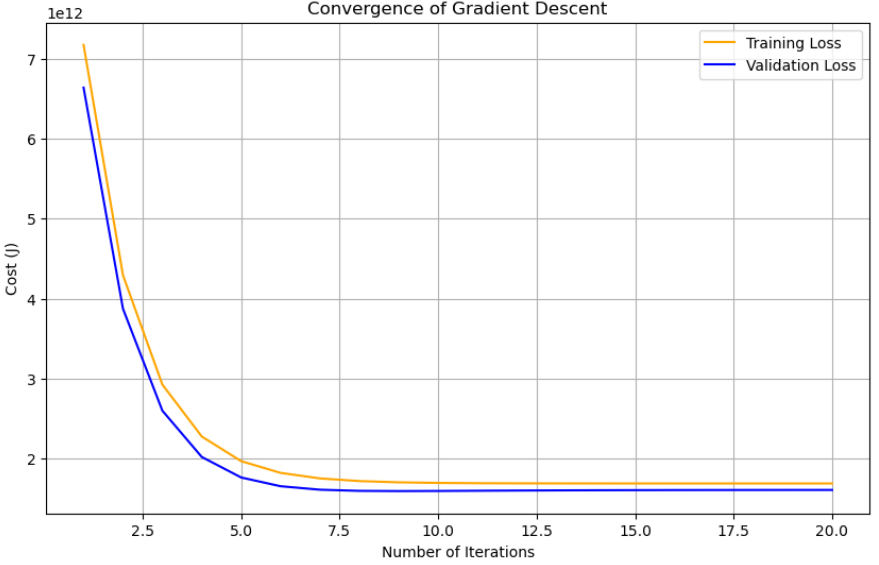 Convergence of Gradient Descent
1e12
7
6
5
4
3
2
Cost (J)
Training Loss
Validation Loss
2.5 5.0 7.5 10.0 12.5 15.0 17.5 20.0
Number of Iterations